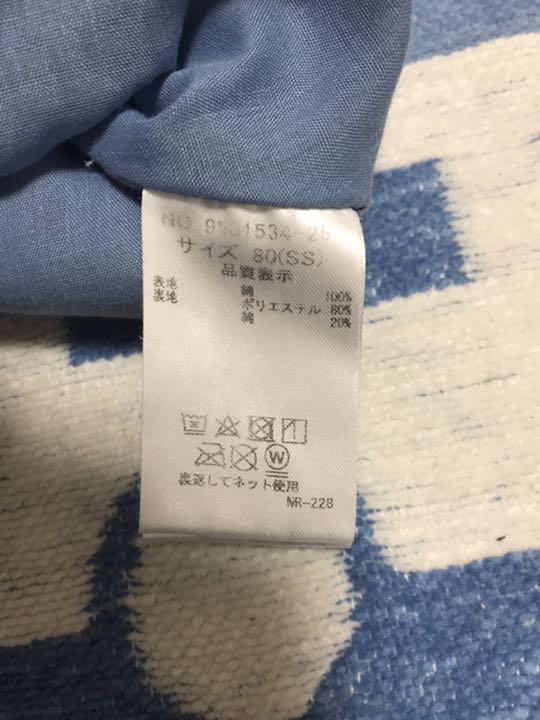 サイズ 80(SS)
品質表示
表地 綿 100%
裏地 ポリエステル 80%
綿 20%
W
裏返してネット使用
NR-228